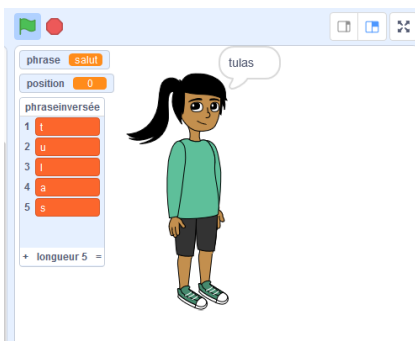 phrase salut
position 0
phraseinversée
1 t
2 u
3 l
4 a
5 s
+ longueur 5 =
tulas